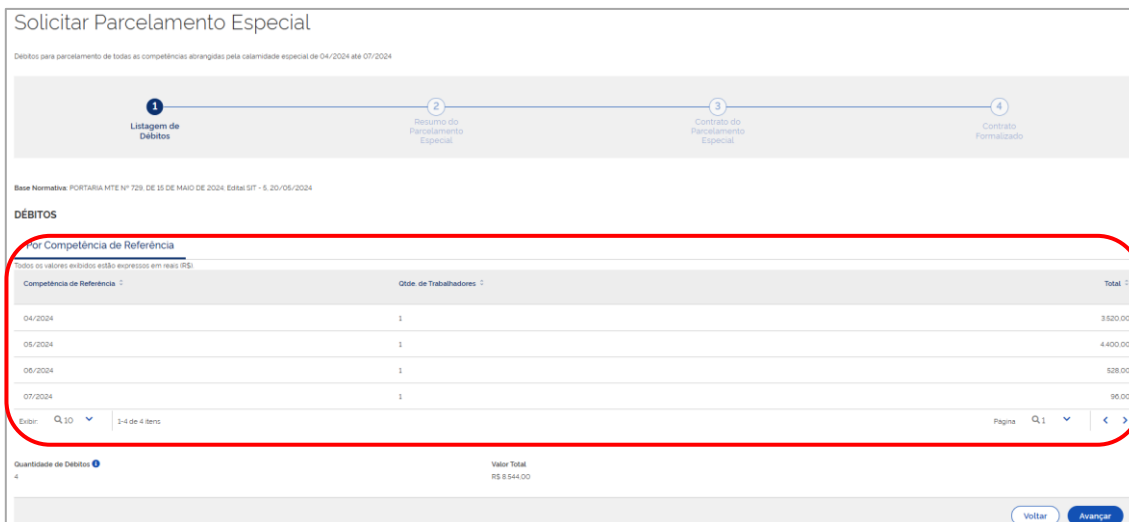 Solicitar Parcelamento Especial
Débitos para parcelamento de todas as competências abrangidas pela calamidade especial de 04/2024 até 07/2024
1
Listagem de
Débitos
2
Resumo do
Parcelamento
Especial
3
Contrato do
Parcelamento
Especial
4
Contrato
Formalizado
Base Normativa: PORTARIA MTE Nº 729, DE 15 DE MAIO DE 2024; Edital SIT - 5, 20/05/2024
DÉBITOS
Por Competência de Referência
Todos os valores exibidos estão expressos em reais (R$)
Competência de Referência Qtde. de Trabalhadores Total
04/2024 1 3.520,00
05/2024 1 4.400,00
06/2024 1 528,00
07/2024 1 96,00
Exibir: 10 1-4 de 4 itens Página 1
Quantidade de Débitos Valor Total
4 R$ 8.544,00
Voltar Avançar